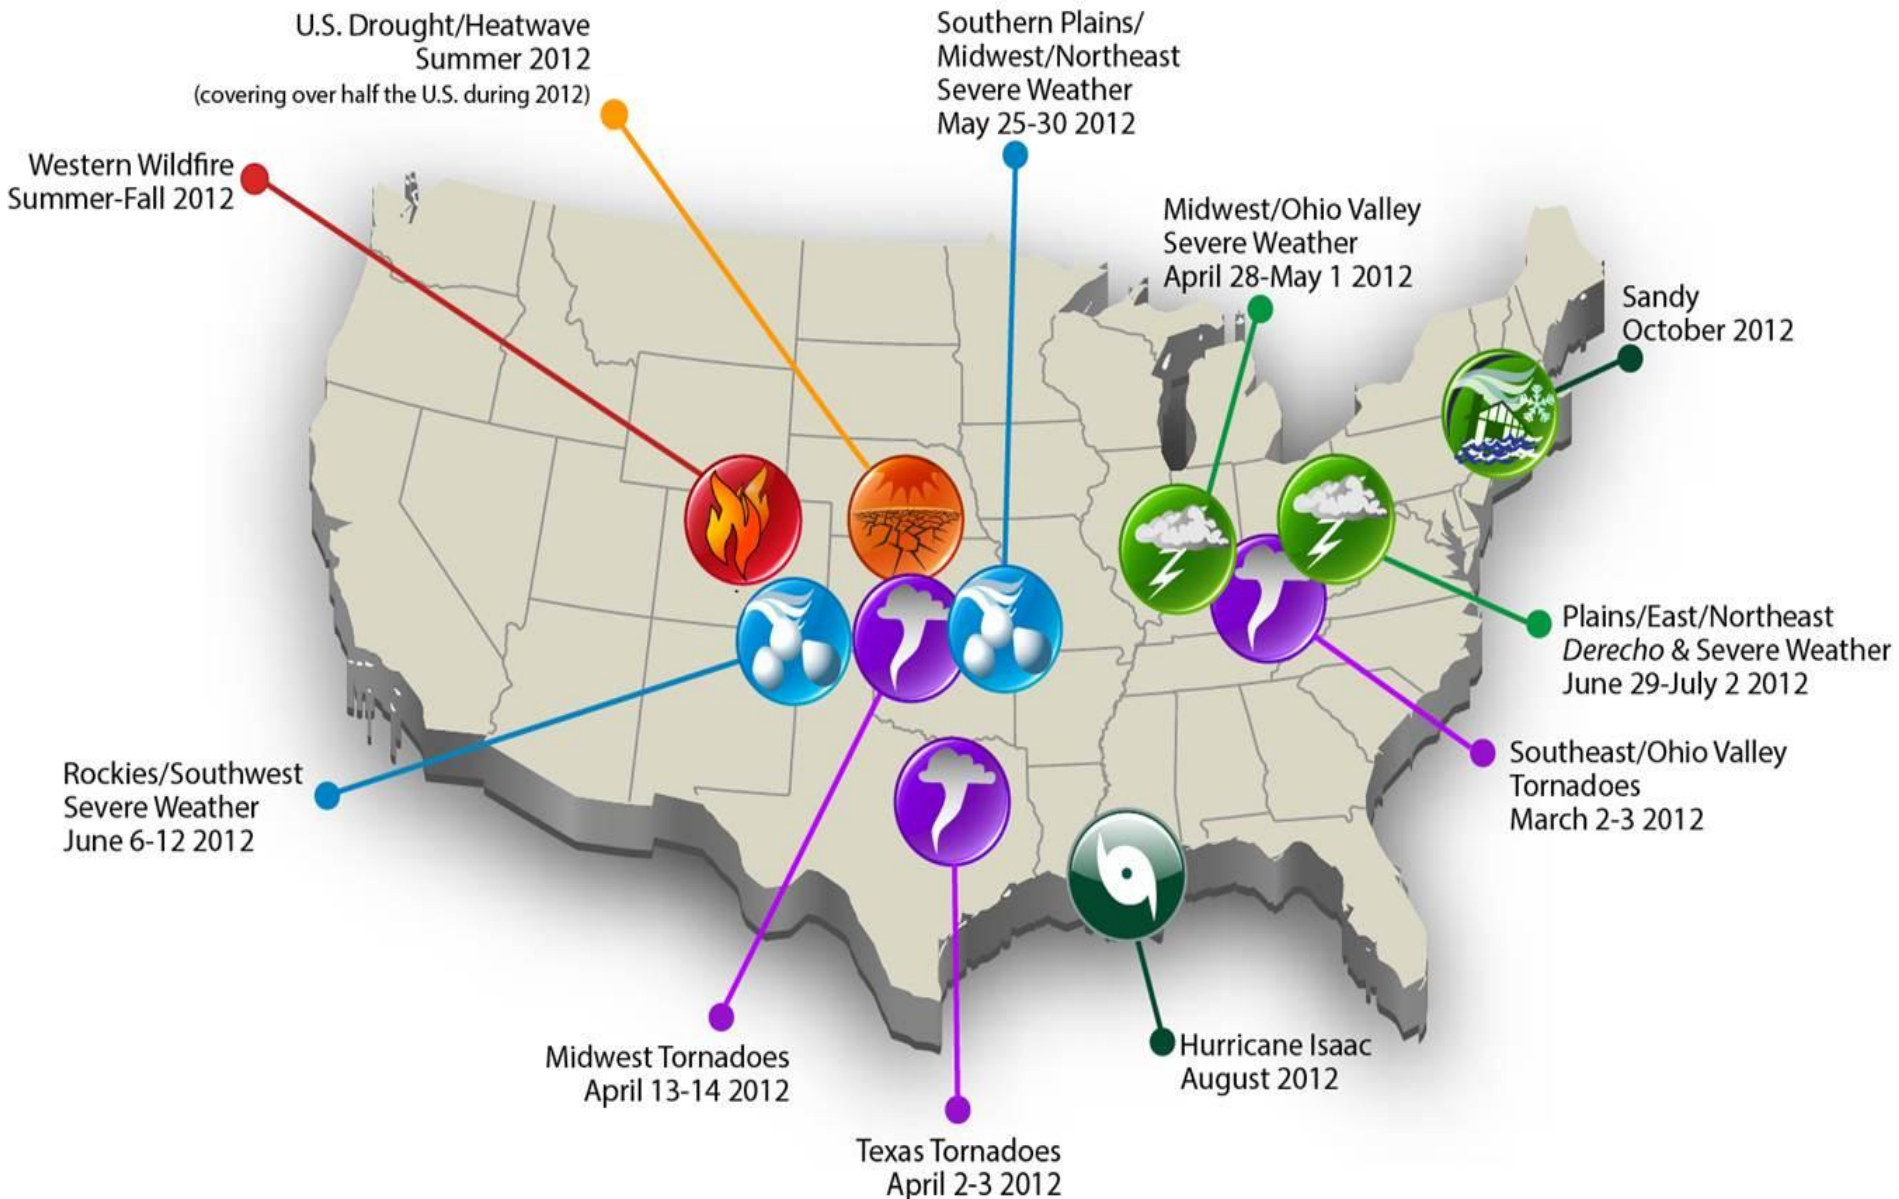 U.S. Drought/Heatwave
Summer 2012
(covering over half the U.S. during 2012)
Southern Plains/
Midwest/Northeast
Severe Weather
May 25-30 2012
Western Wildfire
Summer-Fall 2012
Midwest/Ohio Valley
Severe Weather
April 28-May 1 2012
Sandy
October 2012
Plains/East/Northeast
Derecho & Severe Weather
June 29-July 2 2012
Southeast/Ohio Valley
Tornadoes
March 2-3 2012
Rockies/Southwest
Severe Weather
June 6-12 2012
Hurricane Isaac
August 2012
Midwest Tornadoes
April 13-14 2012
Texas Tornadoes
April 2-3 2012